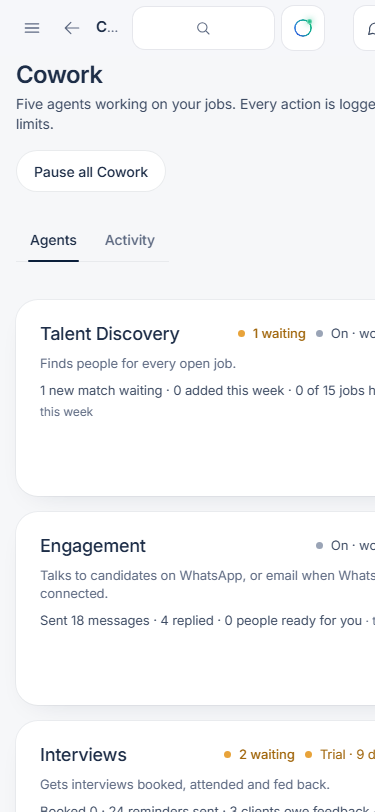 C...
Cowork
Five agents working on your jobs. Every action is logge
limits.
Pause all Cowork
Agents
Activity
Talent Discovery
1 waiting
On ·
Finds people for every open job.
1 new match waiting · 0 added this week · 0 of 15 jobs
this week
Engagement
On ·
Talks to candidates on WhatsApp, or email when Whats
connected.
Sent 18 messages · 4 replied · 0 people ready for you ·
Interviews
2 waiting
Trial · 9 d
Gets interviews booked, attended and fed back.
Booked 0 · 24 reminders sent · 3 clients owe feedback ·